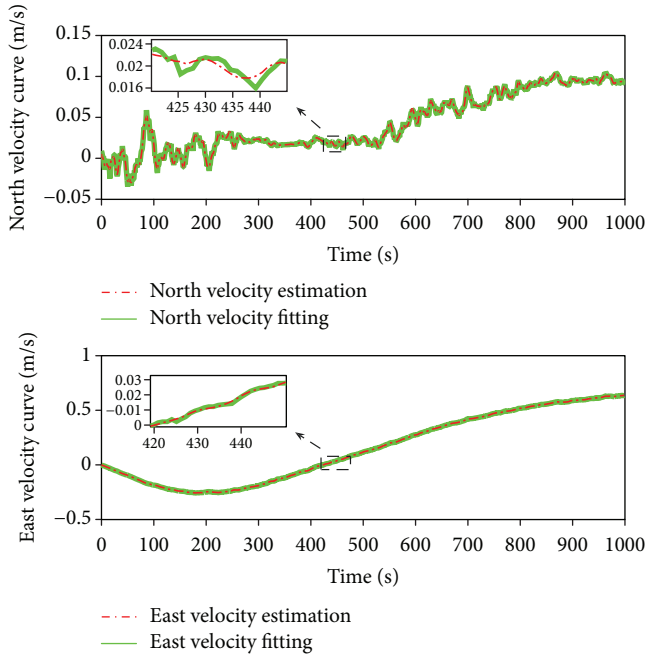 North velocity curve (m/s)
0.15
0.1
0.05
0
−0.05
0.024
0.020
0.016
425 430 435 440
0 100 200 300 400 500 600 700 800 900 1000
Time (s)
North velocity estimation
North velocity fitting
East velocity curve (m/s)
1
0.5
0
−0.5
0.03
0.02
−0.01
0
420 430 440
0 100 200 300 400 500 600 700 800 900 1000
Time (s)
East velocity estimation
East velocity fitting